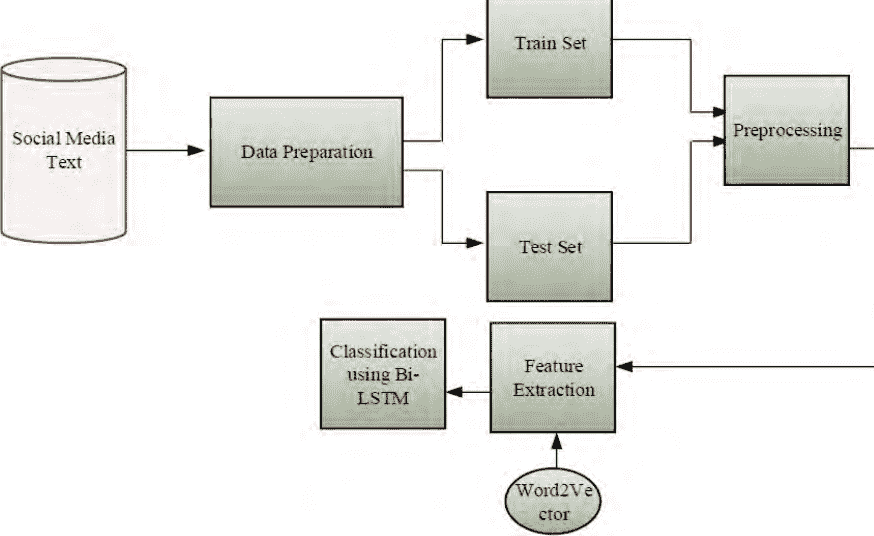 Train Set
Social Media
Text
Data Preparation
Preprocessing
Test Set
Classification
using Bi-
LSTM
Feature
Extraction
Word2Ve
ctor